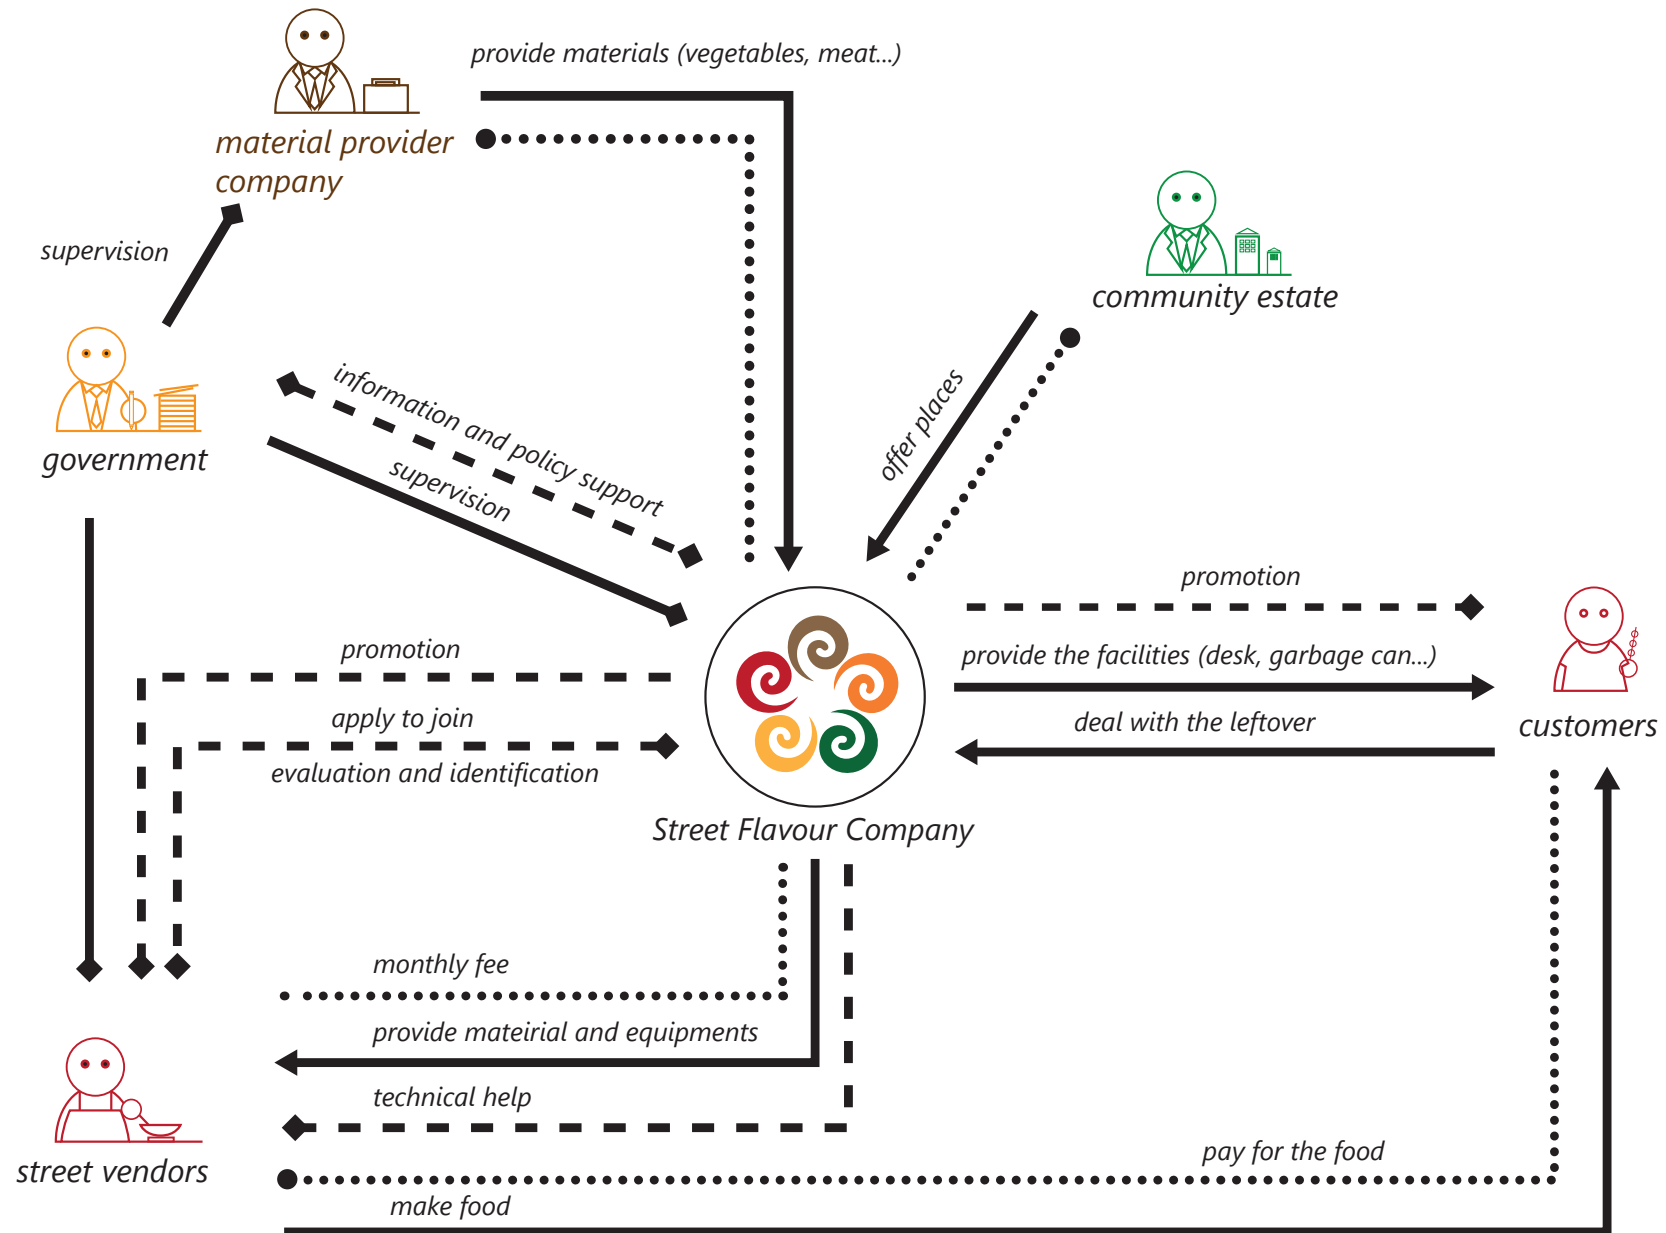 provide materials (vegetables, meat...)
material provider
company
supervision
community estate
government
information and policy support
supervision
offer places
promotion
promotion
provide the facilities (desk, garbage can...)
apply to join
deal with the leftover
customers
evaluation and identification
Street Flavour Company
monthly fee
provide mateirial and equipments
technical help
street vendors
pay for the food
make food